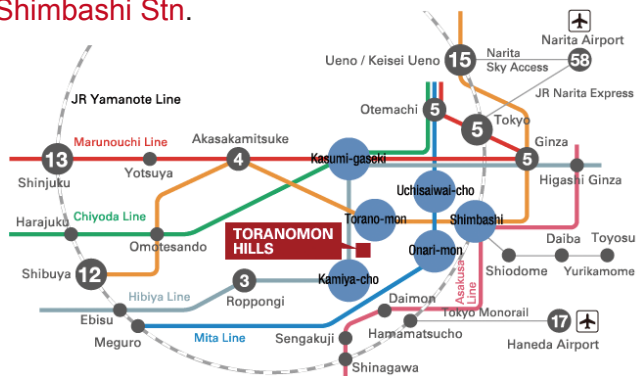 Shimbashi Stn.
Narita Airport
Ueno / Keisei Ueno
15
Narita
Sky Access
58
JR Narita Express
JR Yamanote Line
Otemachi
5
5
Tokyo
Marunouchi Line
Akasakamitsuke
Ginza
13
4
Kasumi-gaseki
5
Shinjuku
Yotsuya
Higashi Ginza
Uchisaiwai-cho
Harajuku
Chiyoda Line
Torano-mon
Shimbashi
Omotesando
TORANOMON
HILLS
Onari-mon
Daiba
Toyosu
Shibuya
12
3
Kamiya-cho
Asakusa
Line
Shiodome
Yurikamome
Hibiya Line
Roppongi
Daimon
Ebisu
Tokyo Monorail
17
Meguro
Mita Line
Sengakuji
Hamamatsucho
Haneda Airport
Shinagawa